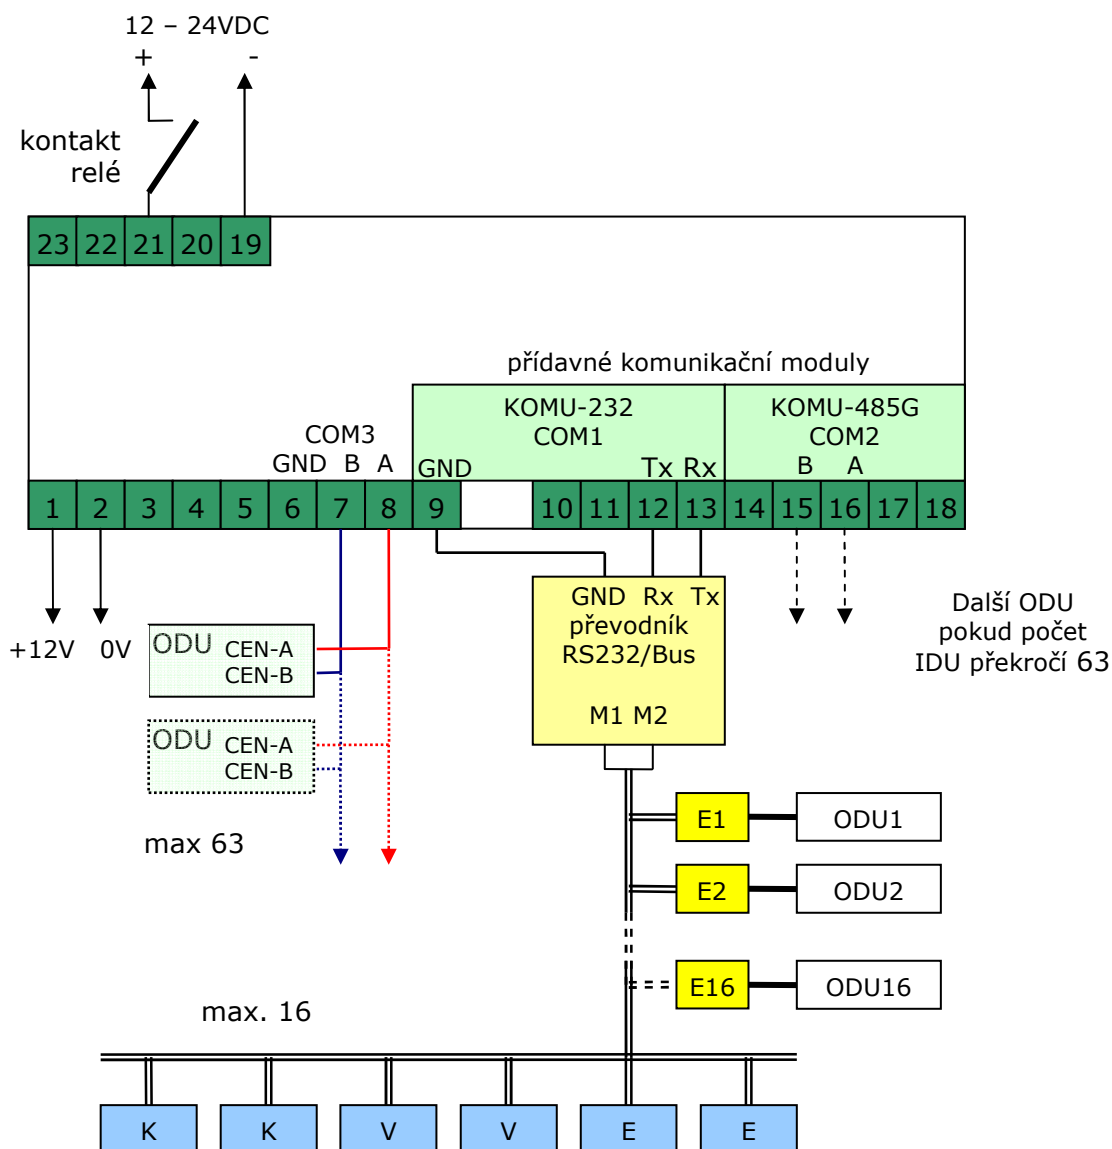 12 – 24VDC
+ -
kontakt
relé
23 22 21 20 19
přídavné komunikační moduly
KOMU-232
COM1
KOMU-485G
COM2
COM3
GND B A
GND
Tx Rx
B A
1 2 3 4 5 6 7 8 9 10 11 12 13 14 15 16 17 18
+12V 0V
ODU CEN-A
CEN-B
ODU CEN-A
CEN-B
max 63
GND Rx Tx
převodník
RS232/Bus
M1 M2
Další ODU
pokud počet
IDU překročí 63
E1 ODU1
E2 ODU2
E16 ODU16
max. 16
K K V V E E